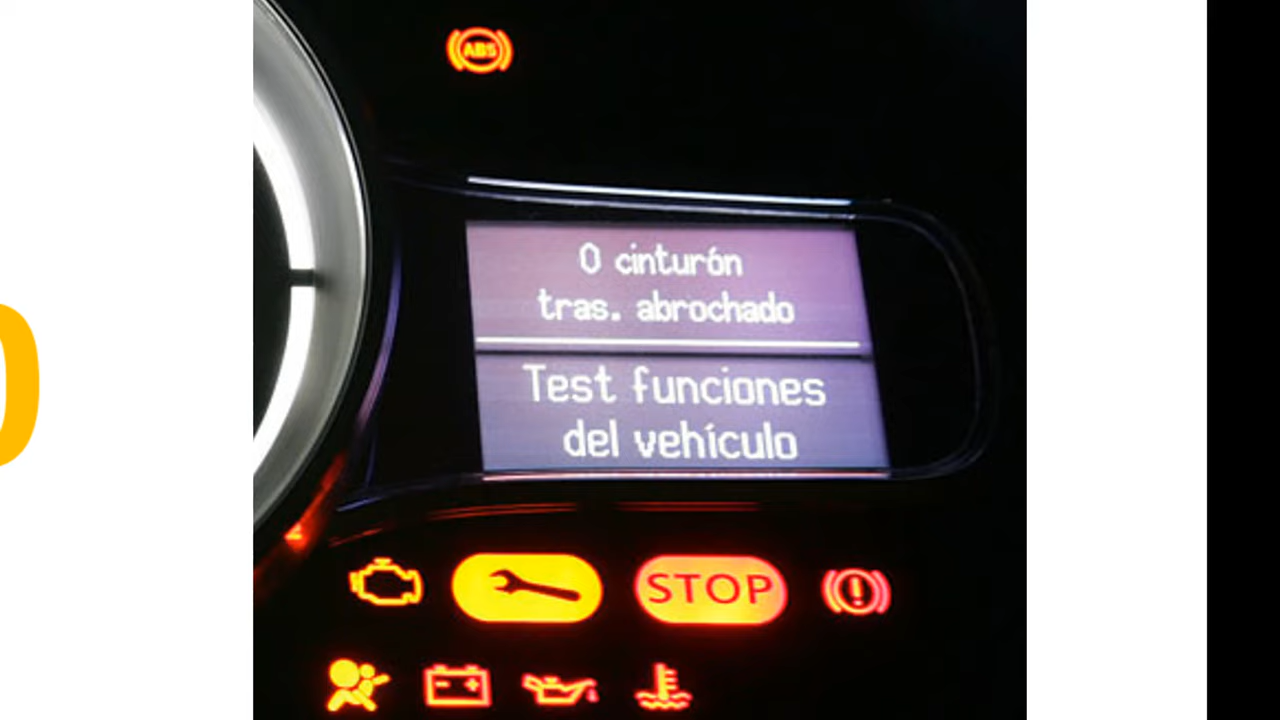 ABS
0 cinturón
tras. abrochado
Test funciones
del vehículo
STOP